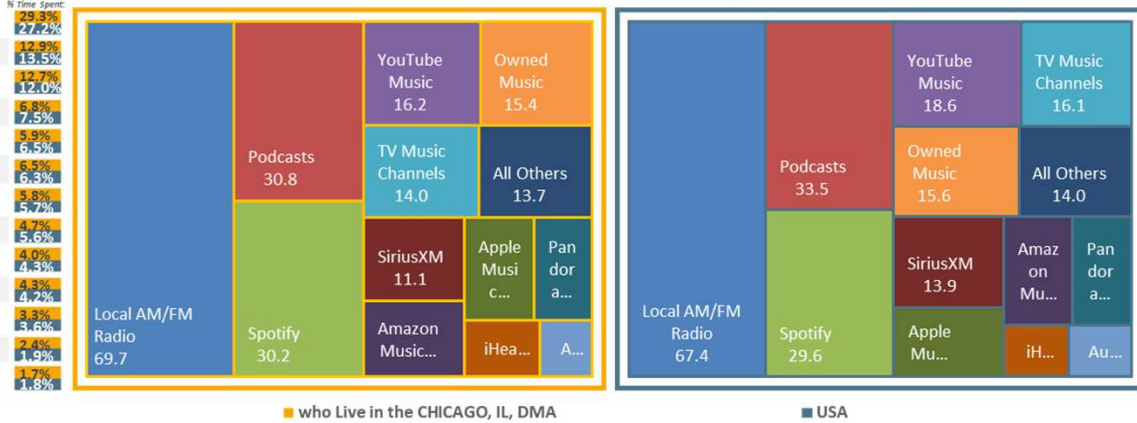 % Time Spent:
29.3%
27.2%
12.9%
13.5%
12.7%
12.0%
6.8%
7.5%
5.9%
6.5%
6.5%
6.3%
5.8%
5.7%
4.7%
5.6%
4.0%
4.3%
4.3%
4.2%
3.3%
3.6%
2.4%
1.9%
1.7%
1.8%
Local AM/FM
Radio
69.7
Podcasts
30.8
Spotify
30.2
YouTube
Music
16.2
Owned
Music
15.4
TV Music
Channels
14.0
All Others
13.7
SiriusXM
11.1
Apple
Musi
c...
Pan
dor
a...
Amazon
Music...
iHea...
A...
Local AM/FM
Radio
67.4
Podcasts
33.5
Spotify
29.6
YouTube
Music
18.6
TV Music
Channels
16.1
Owned
Music
15.6
All Others
14.0
SiriusXM
13.9
Amaz
on
Mu...
Pan
dor
a...
Apple
Mu...
iH...
Au...
who Live in the CHICAGO, IL, DMA
USA